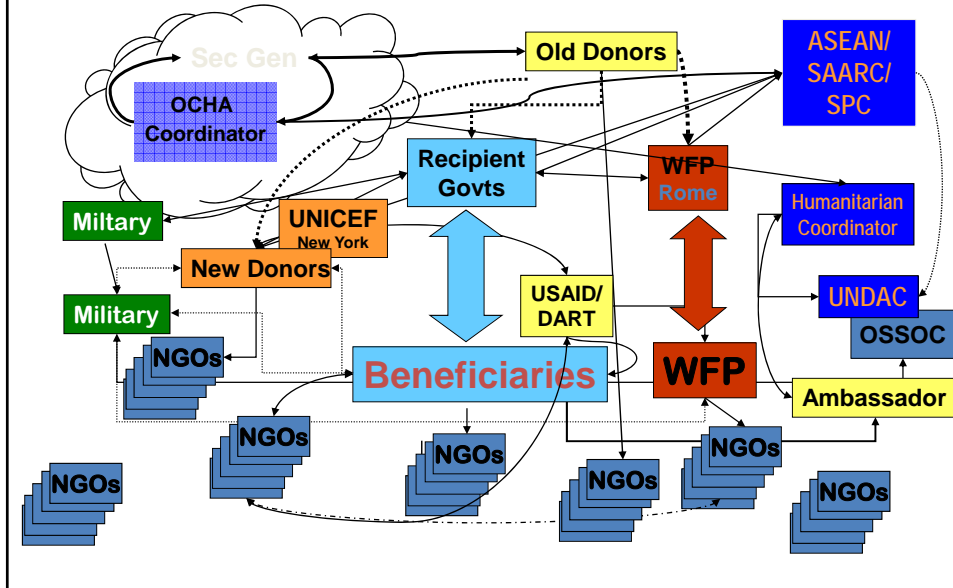 Sec Gen
Old Donors
ASEAN/
SAARC/
SPC
OCHA
Coordinator
Recipient
Govts
WFP
Rome
Miltary
UNICEF
New York
Humanitarian
Coordinator
New Donors
USAID/
DART
UNDAC
Military
OSSOC
NGOs
Beneficiaries
WFP
Ambassador
NGOs
NGOs
NGOs
NGOs
NGOs
NGOs